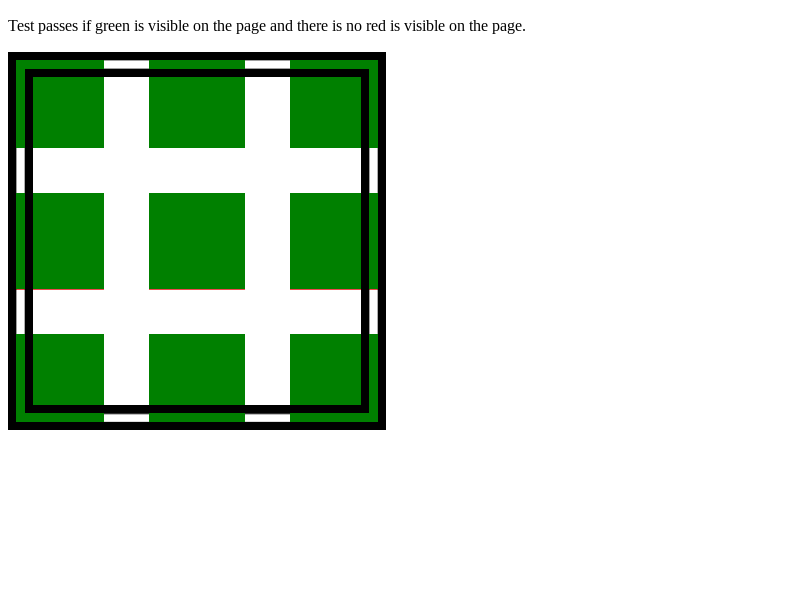 Test passes if green is visible on the page and there is no red is visible on the page.